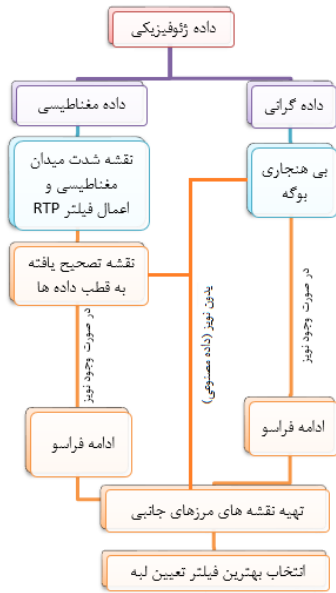 داده ژئوفیزیکی
داده گرانی
داده مغناطیسی
بی هنجاری
بوگه
نقشه شدت میدان
مغناطیسی و
اعمال فیلتر RTP
نقشه تصحیح یافته
به قطب داده ها
در صورت وجود نویز
بدون نویز (داده مصنوعی)
در صورت وجود نویز
ادامه فراسو
ادامه فراسو
تهیه نقشه های مرزهای جانبی
انتخاب بهترین فیلتر تعیین لبه